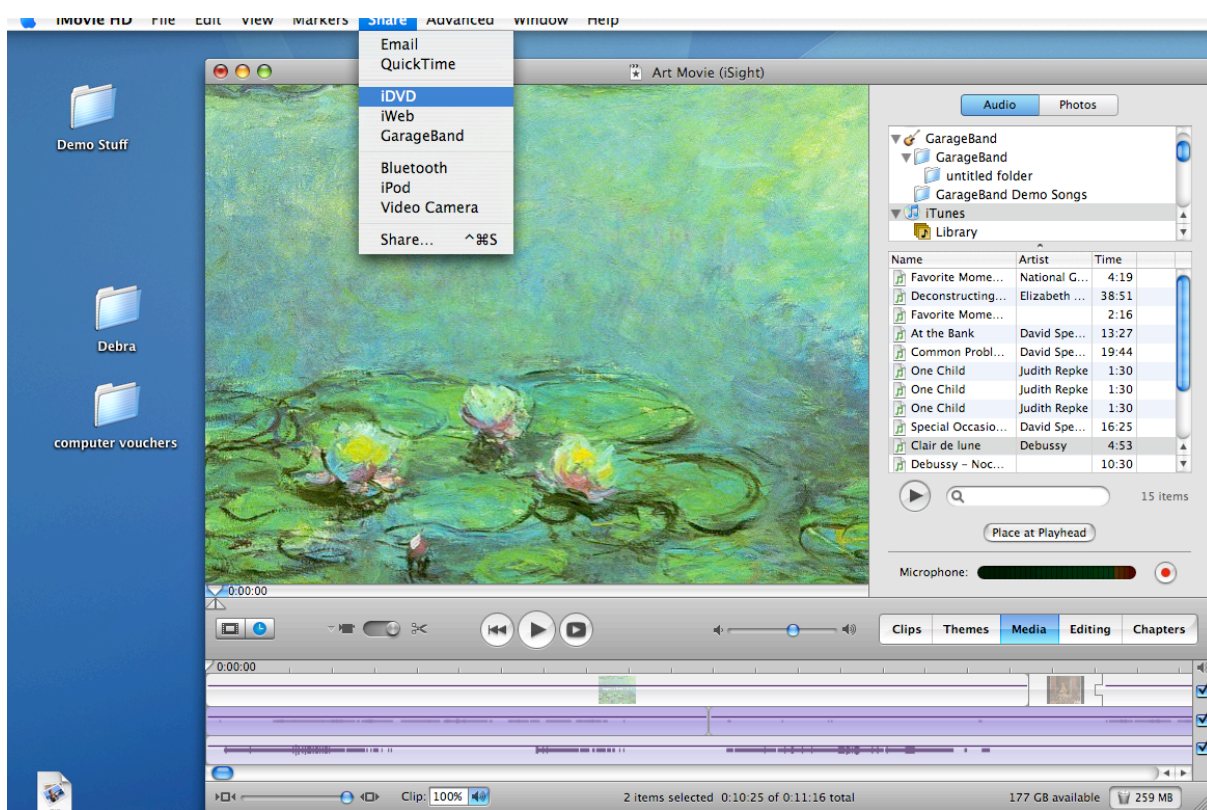 iMovie HD File Edit View Markers Share Advanced Window Help
Email
QuickTime
iDVD
iWeb
GarageBand
Bluetooth
iPod
Video Camera
Share... ^⌘S
Art Movie (iSight)
Demo Stuff
Debra
computer vouchers
Audio Photos
GarageBand
GarageBand
untitled folder
GarageBand Demo Songs
iTunes
Library
Name Artist Time
Favorite Mome... National G... 4:19
Deconstructing... Elizabeth ... 38:51
Favorite Mome... 2:16
At the Bank David Spe... 13:27
Common Probl... David Spe... 19:44
One Child Judith Repke 1:30
One Child Judith Repke 1:30
One Child Judith Repke 1:30
Special Occasio... David Spe... 16:25
Clair de lune Debussy 4:53
Debussy – Noc... 10:30
15 items
Place at Playhead
Microphone:
0:00:00
Clips Themes Media Editing Chapters
0:00:00
Clip: 100%
2 items selected 0:10:25 of 0:11:16 total
177 GB available 259 MB